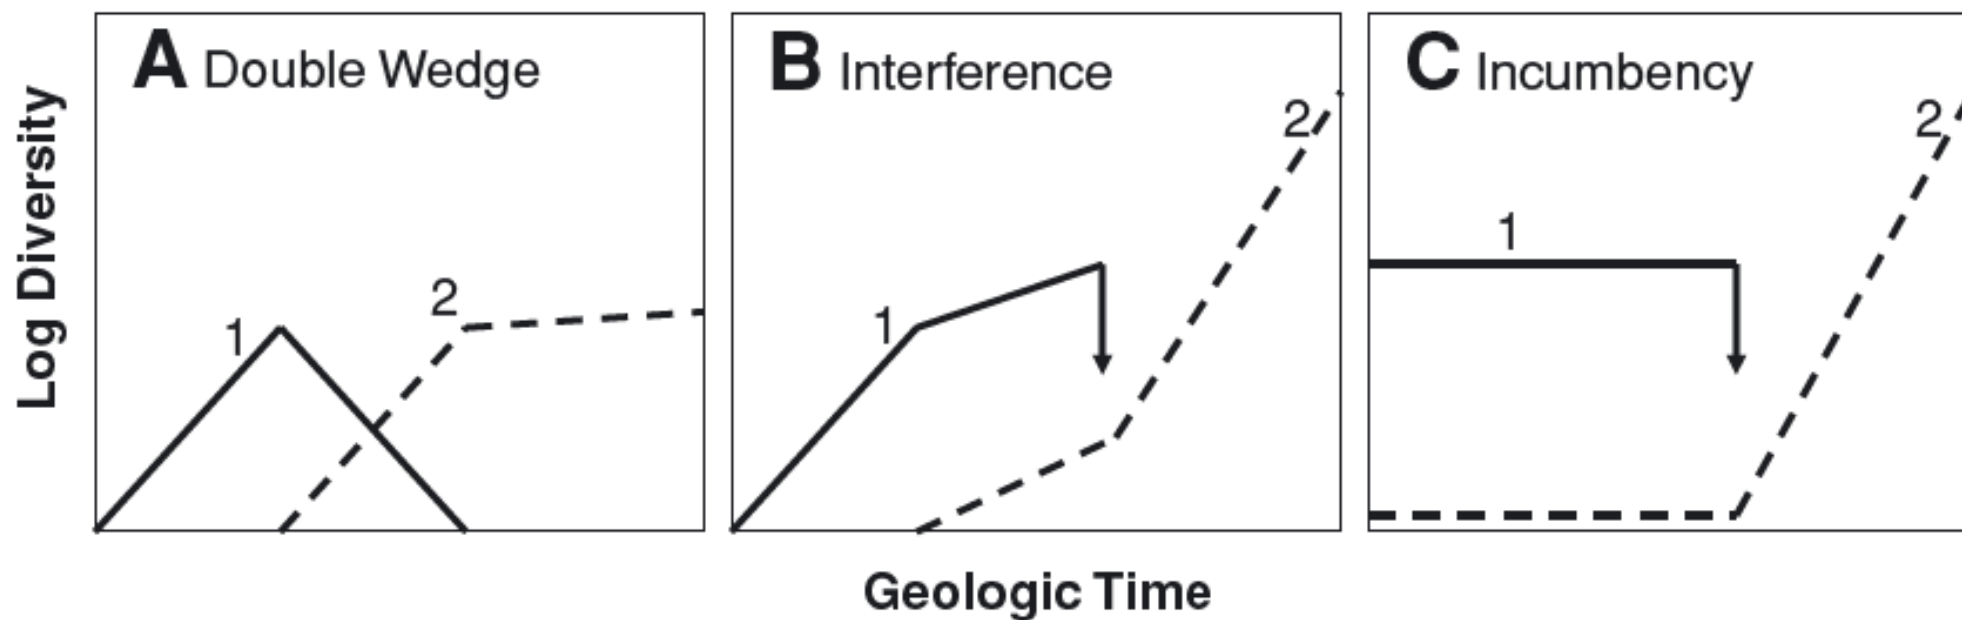 A Double Wedge
1
2
B Interference
1
2
C Incumbency
1
2
Log Diversity
Geologic Time